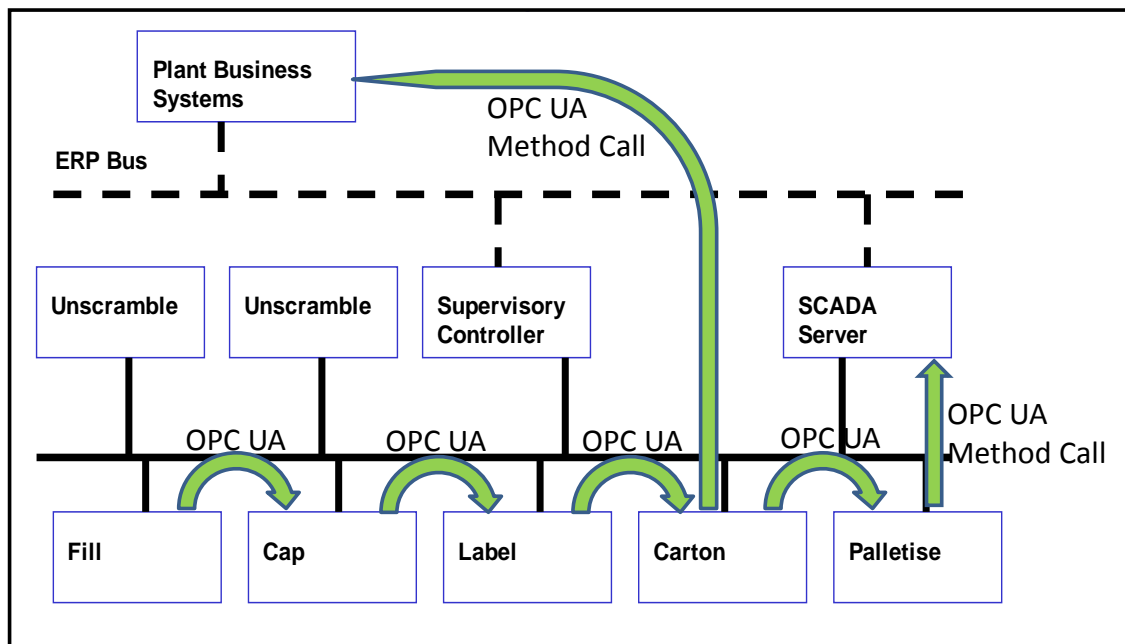 Plant Business
Systems
OPC UA
Method Call
ERP Bus
Unscramble
Unscramble
Supervisory
Controller
SCADA
Server
OPC UA
OPC UA
OPC UA
OPC UA
OPC UA
Method Call
Fill
Cap
Label
Carton
Palletise